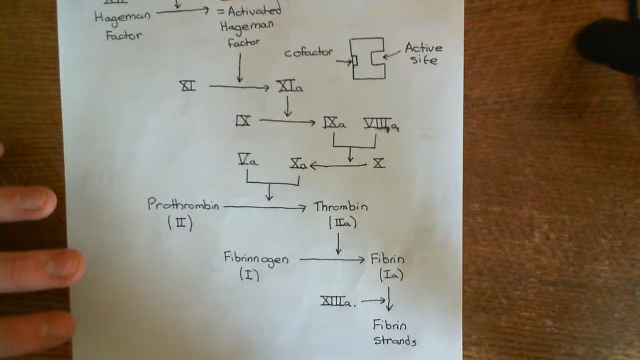 XII
Hageman
Factor
= Activated
Hageman
factor
cofactor
Active
site
XI
XIa
IX
IXa
VIIIa
Va
Xa
X
Prothrombin
(II)
Thrombin
(IIa)
Fibrinnogen
(I)
Fibrin
(Ia)
XIIIa.
Fibrin
strands